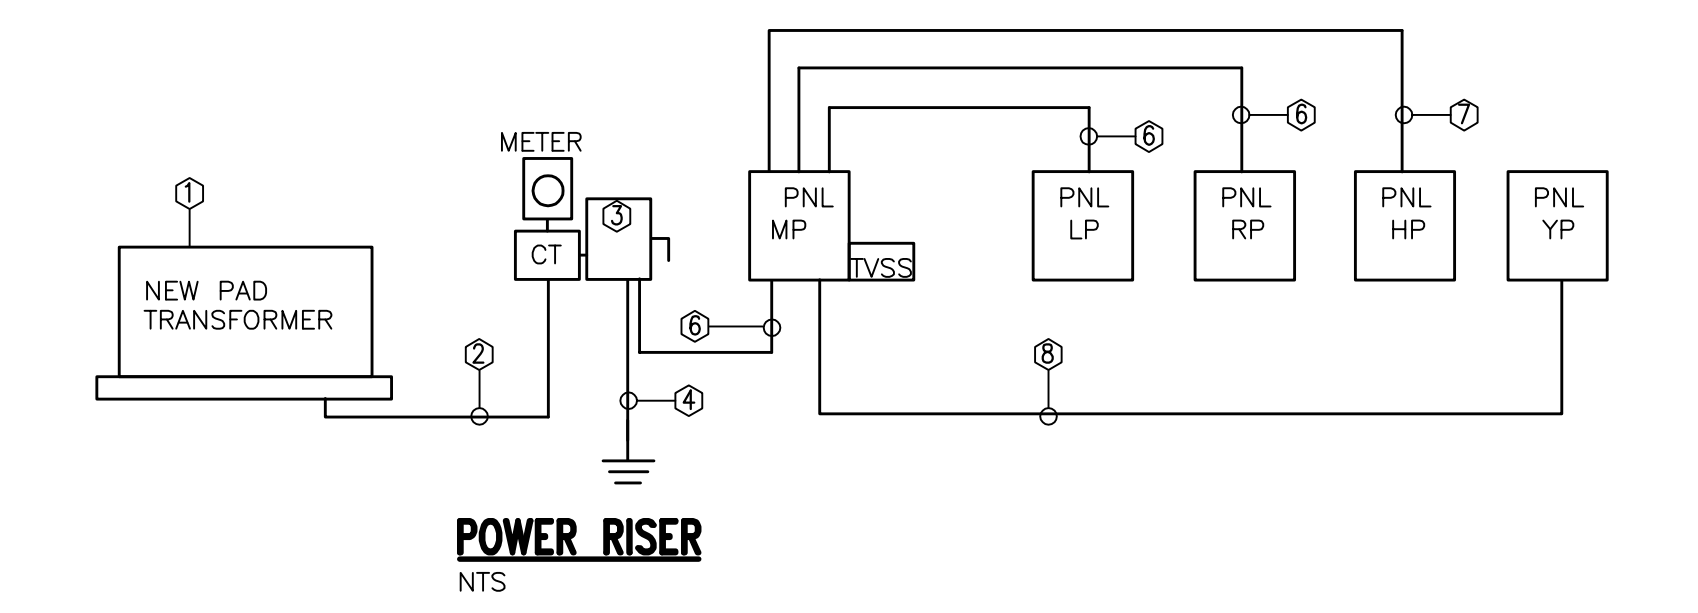 METER
1
3
CT
NEW PAD
TRANSFORMER
2
6
4
PNL
MP
TVSS
6
6
7
PNL
LP
PNL
RP
PNL
HP
PNL
YP
8
POWER RISER
NTS